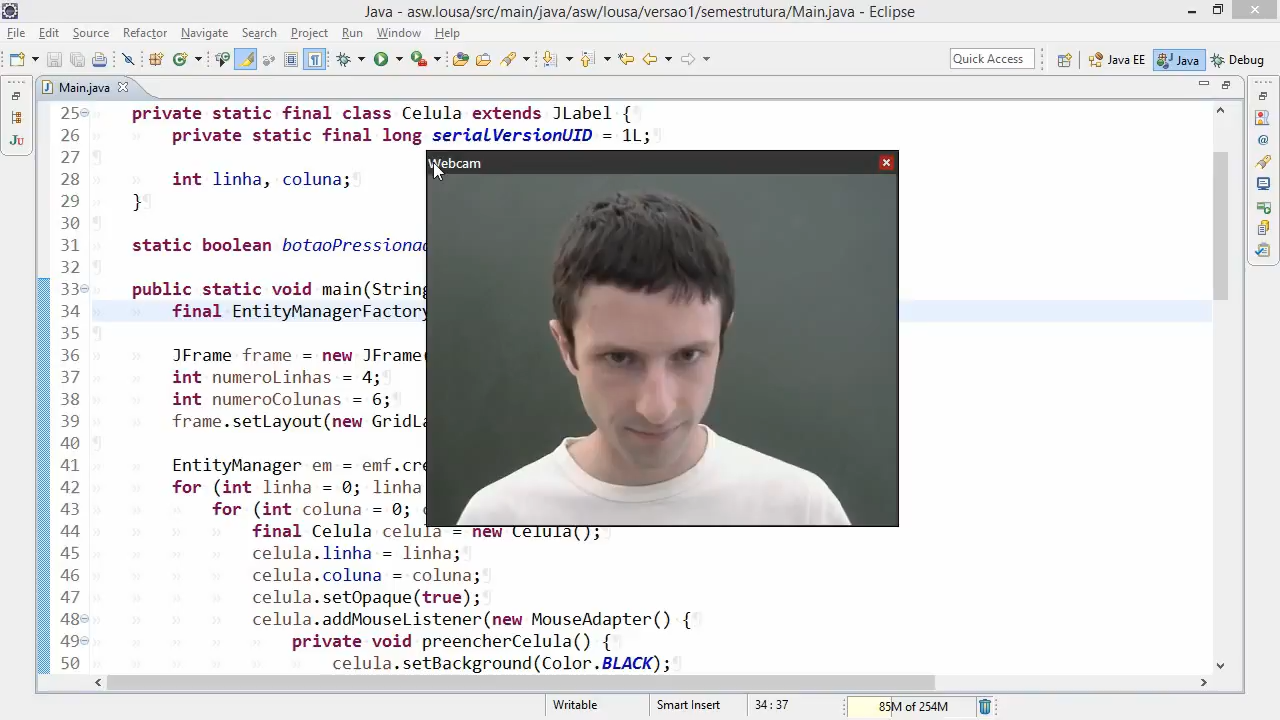 Java - asw.lousa/src/main/java/asw/lousa/versao1/semestrutura/Main.java - Eclipse
File Edit Source Refactor Navigate Search Project Run Window Help
Quick Access Java EE Java Debug
Main.java
25 private static final class Celula extends JLabel {
26 private static final long serialVersionUID = 1L;
27
28 int linha, coluna;
29 }
30
31 static boolean botaoPressionad
32
33 public static void main(String
34 final EntityManagerFactory
35
36 JFrame frame = new JFrame(
37 int numeroLinhas = 4;
38 int numeroColunas = 6;
39 frame.setLayout(new GridLa
40
41 EntityManager em = emf.cre
42 for (int linha = 0; linha
43 for (int coluna = 0; c
44 final Celula celula = new Celula();
45 celula.linha = linha;
46 celula.coluna = coluna;
47 celula.setOpaque(true);
48 celula.addMouseListener(new MouseAdapter() {
49 private void preencherCelula() {
50 celula.setBackground(Color.BLACK);
Webcam
Writable Smart Insert 34 : 37 85M of 254M